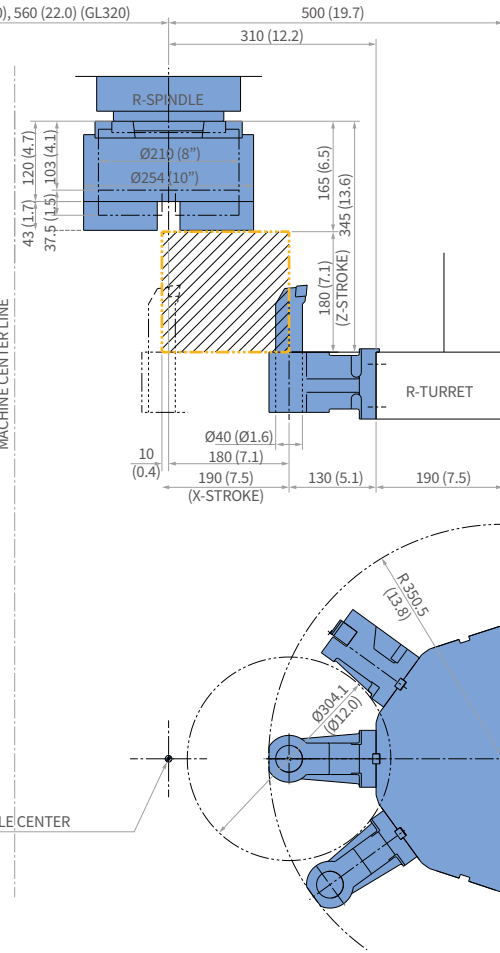 ), 560 (22.0) (GL320)
500 (19.7)
310 (12.2)
R-SPINDLE
Ø210 (8")
Ø254 (10")
120 (4.7)
103 (4.1)
43 (1.7)
37.5 (1.5)
165 (6.5)
345 (13.6)
180 (7.1)
(Z-STROKE)
MACHINE CENTER LINE
R-TURRET
Ø40 (Ø1.6)
10
(0.4)
180 (7.1)
190 (7.5)
(X-STROKE)
130 (5.1)
190 (7.5)
R 350.5
(13.8)
Ø304.1
(Ø12.0)
LE CENTER